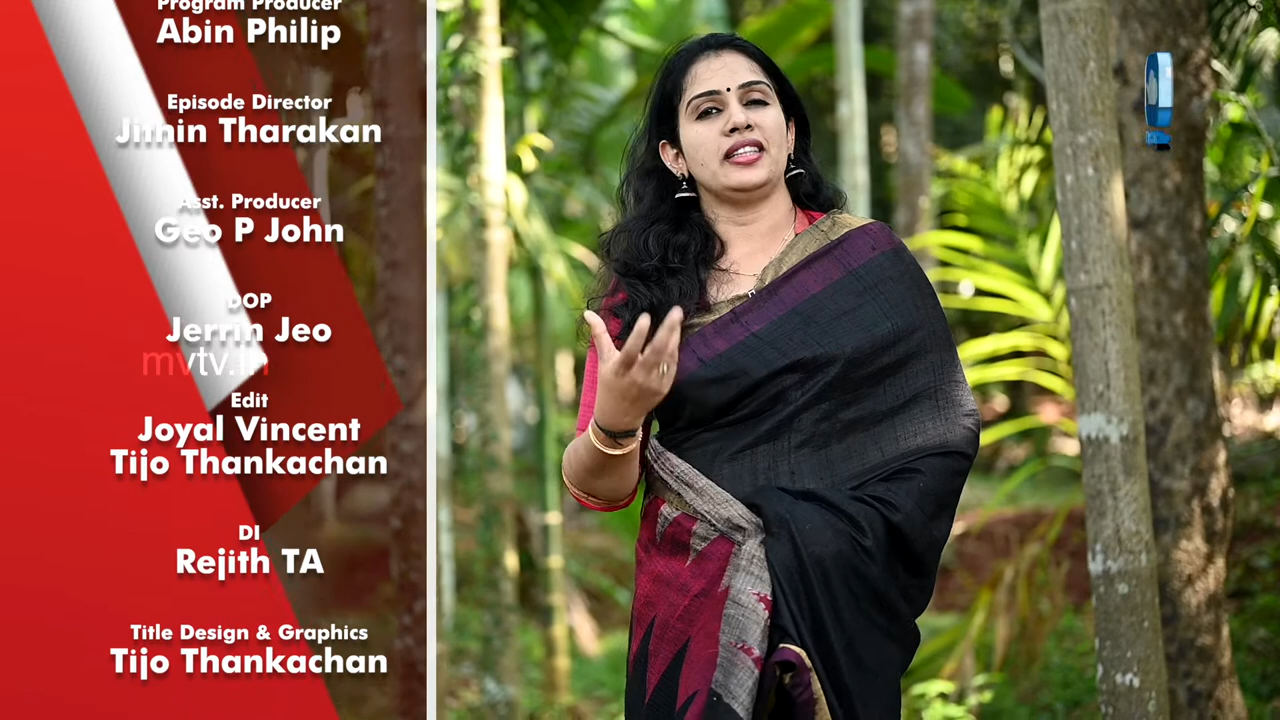 Program Producer
Abin Philip
Episode Director
Jimin Tharakan
Asst. Producer
Geo P John
DOP
Jerrin Jeo
mvtv.in
Edit
Joyal Vincent
Tijo Thankachan
DI
Rejith TA
Title Design & Graphics
Tijo Thankachan